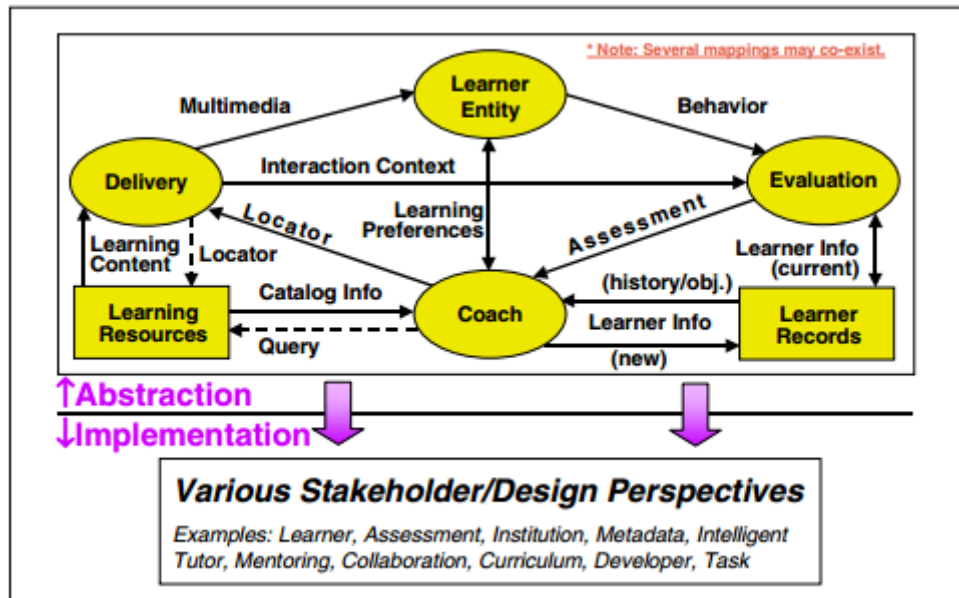 * Note: Several mappings may co-exist.
Learner
Entity
Multimedia
Behavior
Delivery
Interaction Context
Evaluation
Learning
Preferences
Locator
Assessment
Learning
Content
Locator
Learner Info
(current)
Learning
Resources
Catalog Info
Query
Coach
(history/obj.)
Learner Info
(new)
Learner
Records
↑Abstraction
↓Implementation
Various Stakeholder/Design Perspectives
Examples: Learner, Assessment, Institution, Metadata, Intelligent
Tutor, Mentoring, Collaboration, Curriculum, Developer, Task